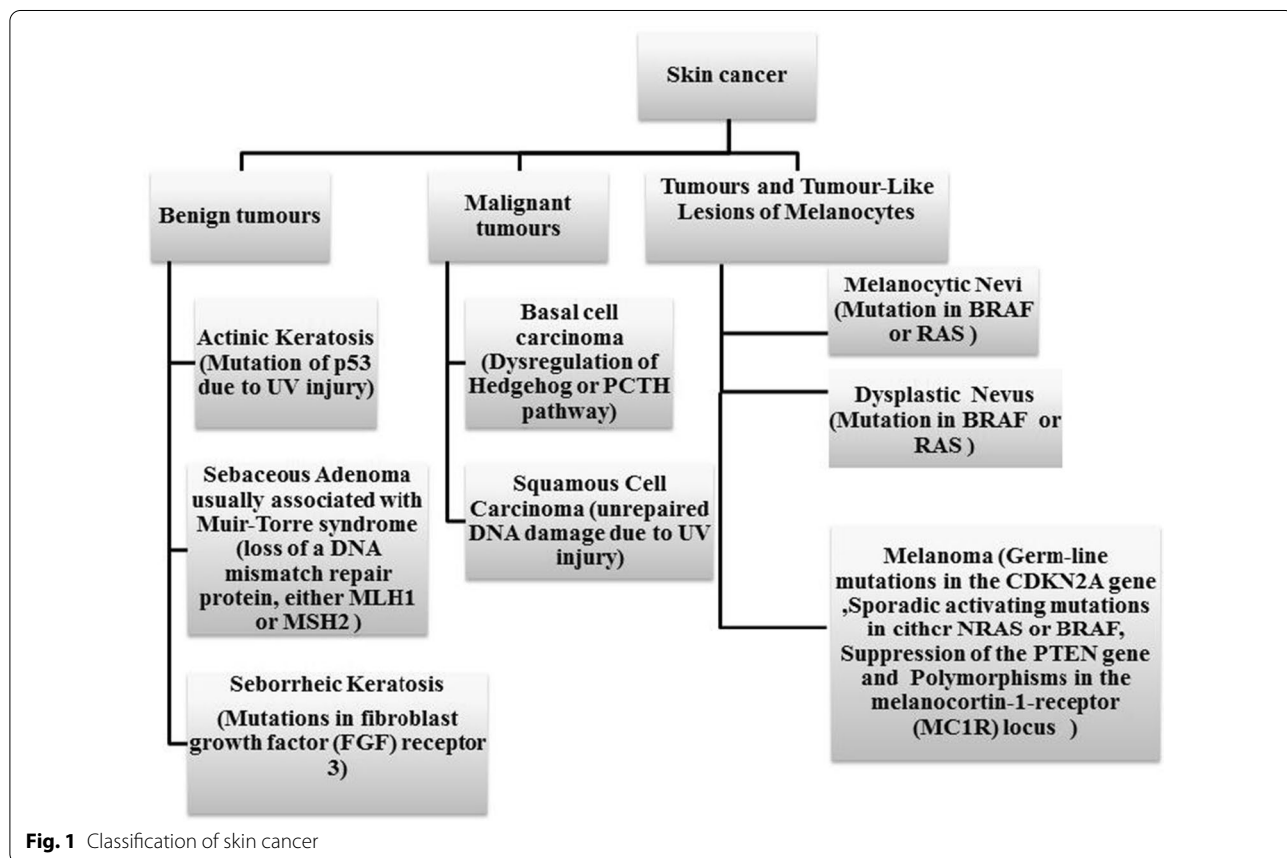 Skin cancer
Benign tumours
Malignant
tumours
Tumours and Tumour-Like
Lesions of Melanocytes
Actinic Keratosis
(Mutation of p53
due to UV injury)
Sebaceous Adenoma
usually associated with
Muir-Torre syndrome
(loss of a DNA
mismatch repair
protein, either MLH1
or MSH2 )
Seborrheic Keratosis
(Mutations in fibroblast
growth factor (FGF) receptor
3)
Basal cell
carcinoma
(Dysregulation of
Hedgehog or PCTH
pathway)
Squamous Cell
Carcinoma (unrepaired
DNA damage due to UV
injury)
Melanocytic Nevi
(Mutation in BRAF
or RAS )
Dysplastic Nevus
(Mutation in BRAF or
RAS )
Melanoma (Germ-line
mutations in the CDKN2A gene
,Sporadic activating mutations
in either NRAS or BRAF,
Suppression of the PTEN gene
and Polymorphisms in the
melanocortin-1-receptor
(MC1R) locus )
Fig. 1 Classification of skin cancer